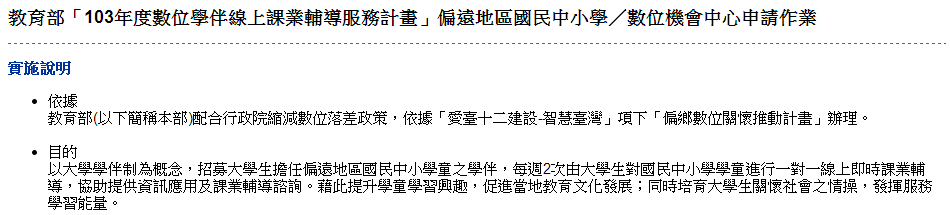 教育部「103年度數位學伴線上課業輔導服務計畫」偏遠地區國民中小學／數位機會中心申請作業
實施說明
• 依據
教育部(以下簡稱本部)配合行政院縮減數位落差政策，依據「愛臺十二建設-智慧臺灣」項下「偏鄉數位關懷推動計畫」辦理。
• 目的
以大學學伴制為概念，招募大學生擔任偏遠地區國民中小學童之學伴，每週2次由大學生對國民中小學學童進行一對一線上即時課業輔
導，協助提供資訊應用及課業輔導諮詢。藉此提升學童學習興趣，促進當地教育文化發展；同時培育大學生關懷社會之情操，發揮服務
學習能量。